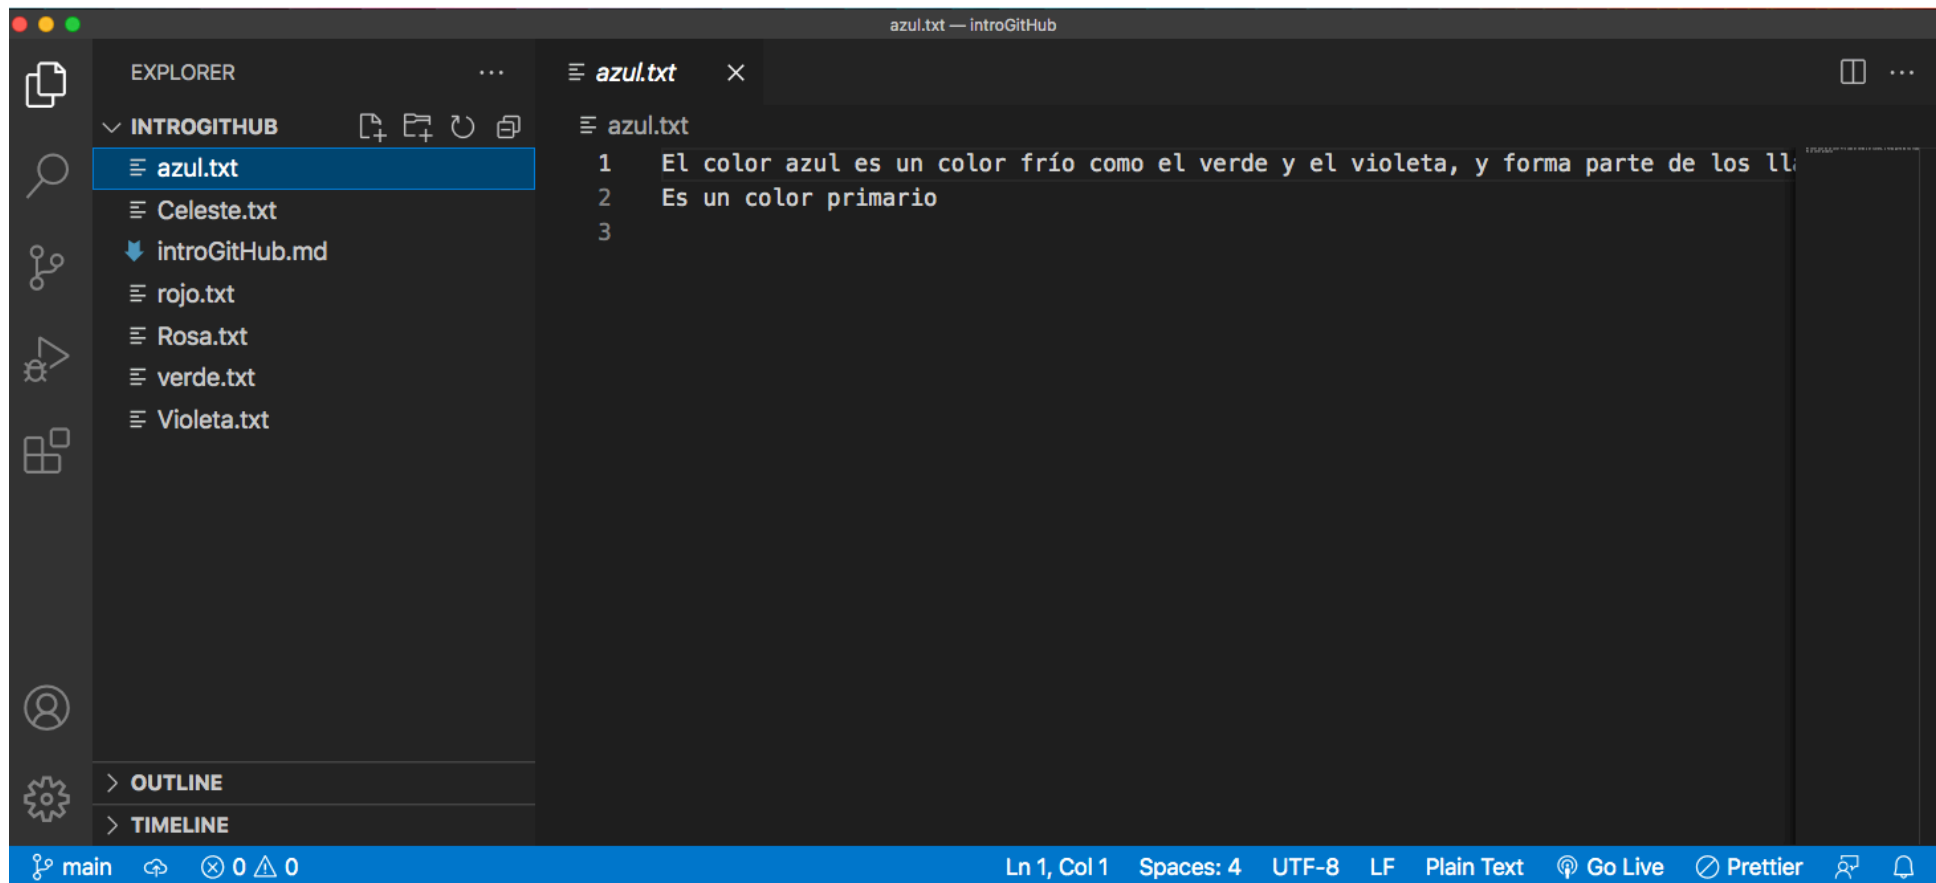 azul.txt — introGitHub
EXPLORER
azul.txt
INTROGITHUB
azul.txt
azul.txt
1 El color azul es un color frío como el verde y el violeta, y forma parte de los
Celeste.txt
2 Es un color primario
introGitHub.md
3
rojo.txt
Rosa.txt
verde.txt
Violeta.txt
OUTLINE
TIMELINE
main 0 0 Ln 1, Col 1 Spaces: 4 UTF-8 LF Plain Text Go Live Prettier